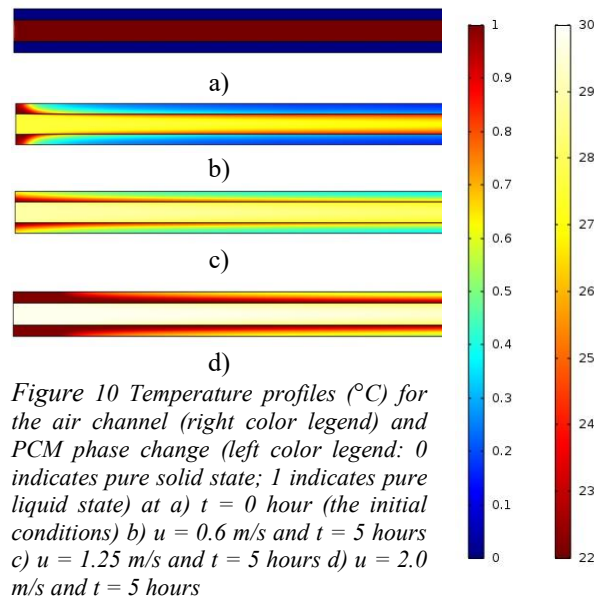 a)
b)
c)
d)
Figure 10 Temperature profiles (°C) for
the air channel (right color legend) and
PCM phase change (left color legend: 0
indicates pure solid state; 1 indicates pure
liquid state) at a) t = 0 hour (the initial
conditions) b) u = 0.6 m/s and t = 5 hours
c) u = 1.25 m/s and t = 5 hours d) u = 2.0
m/s and t = 5 hours
1
0.9
0.8
0.7
0.6
0.5
0.4
0.3
0.2
0.1
0
30
29
28
27
26
25
24
23
22